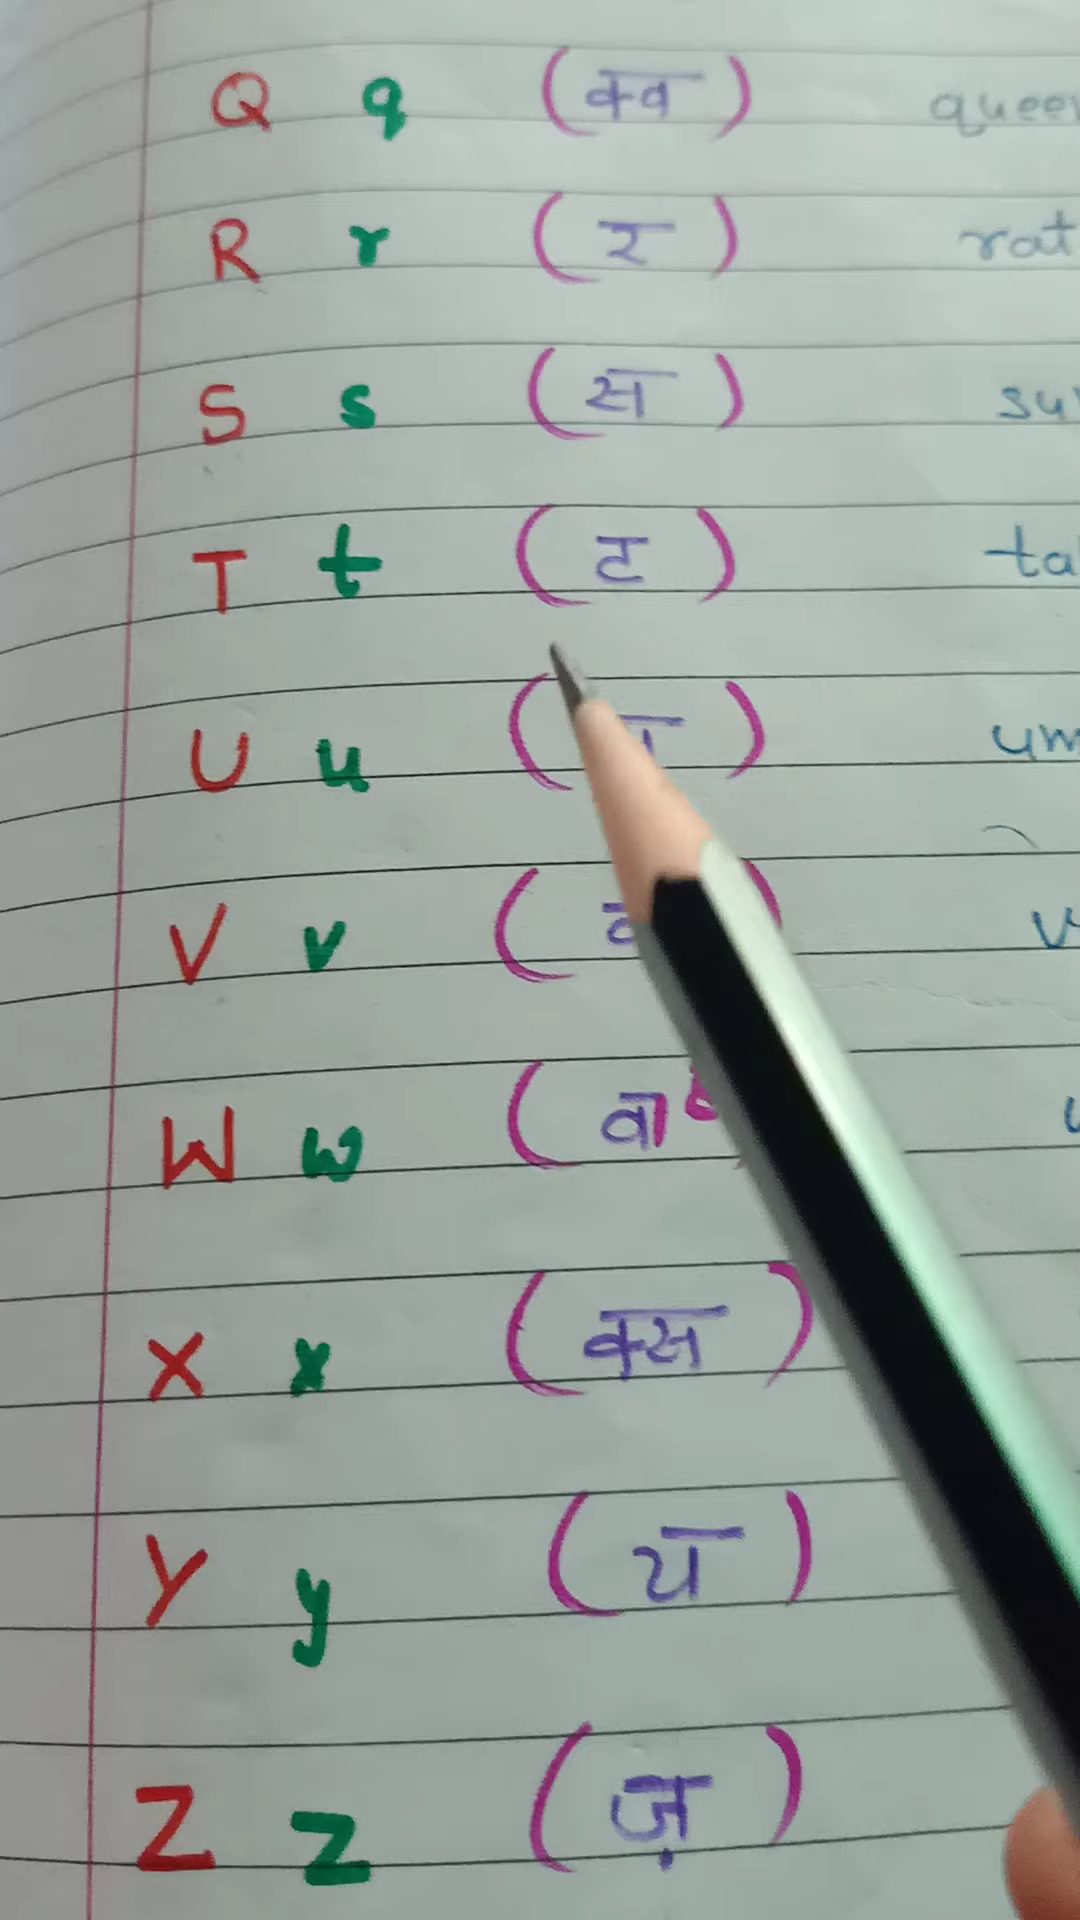 Q q (क्व)
R r (र) rat
S s (स)
T t (ट)
U u
V v
W w (वा
X x (क्स)
Y y (य)
Z z (ज़)